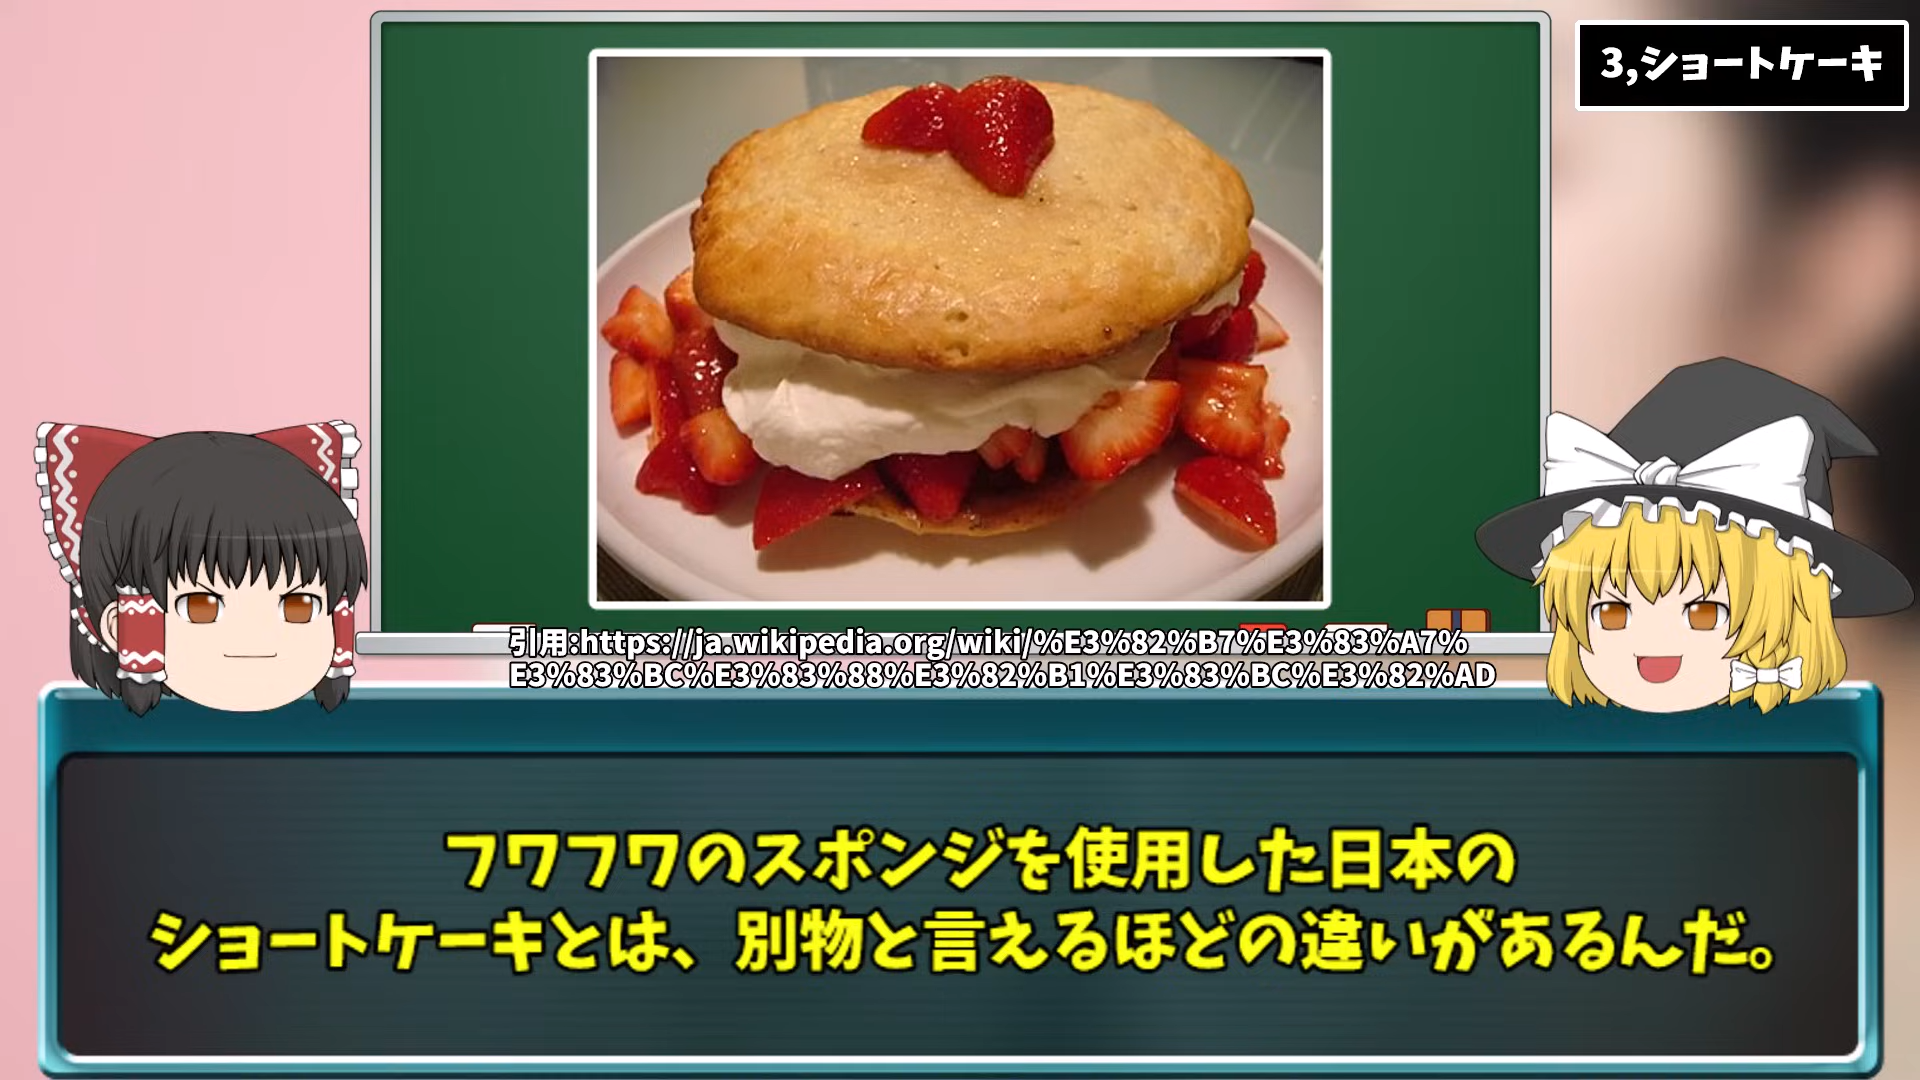 3,ショートケーキ
引用:https://ja.wikipedia.org/wiki/%E3%82%B7%E3%83%A7%
E3%83%BC%E3%83%88%E3%82%B1%E3%83%BC%E3%82%AD
フワフワのスポンジを使用した日本の
ショートケーキとは、別物と言えるほどの違いがあるんだ。